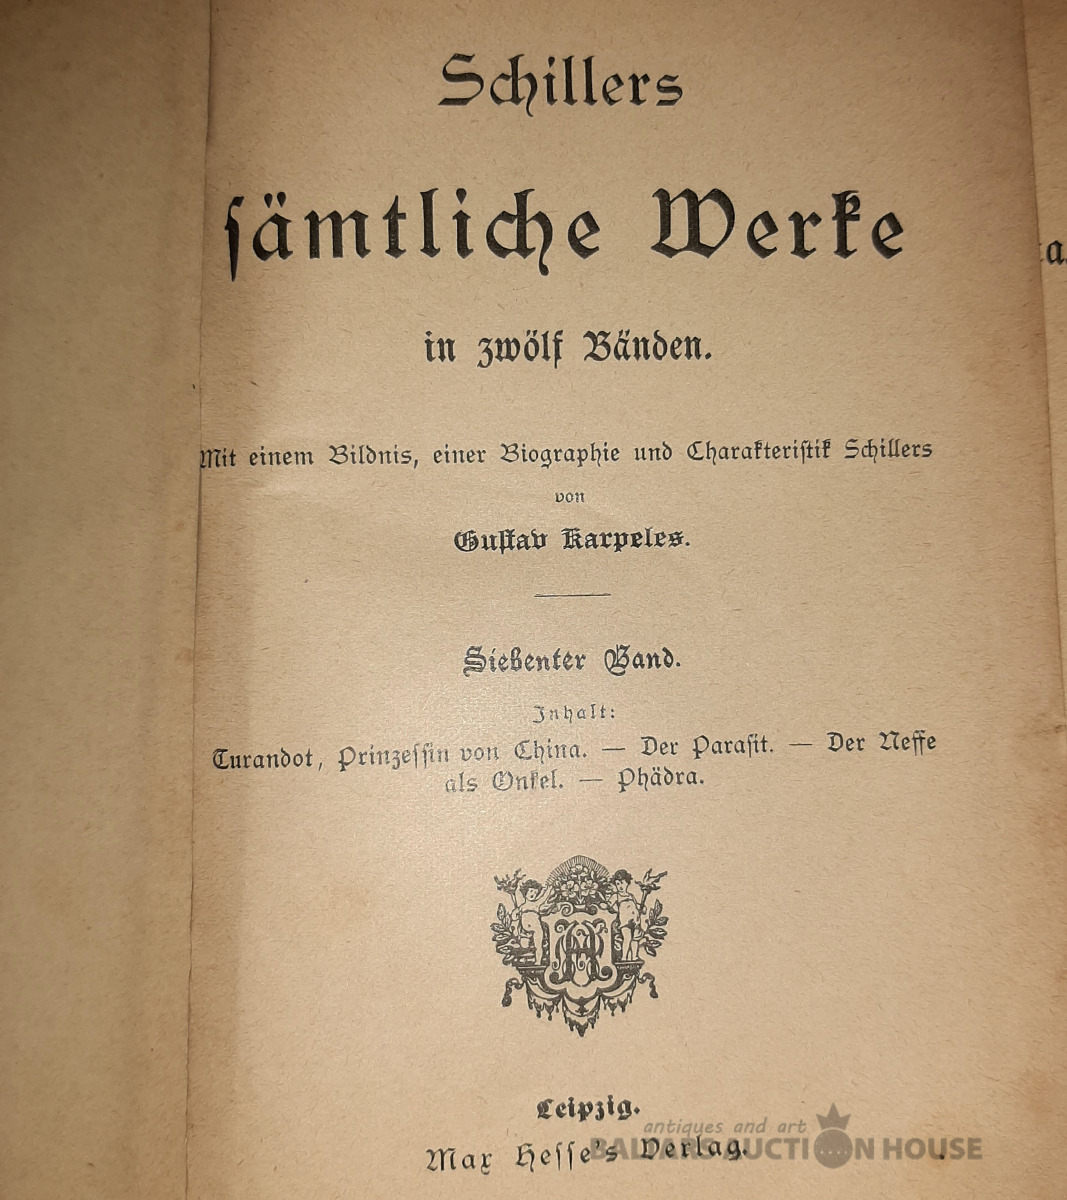 Schillers
sämtliche Werke
in zwölf Bänden.
Mit einem Bildnis, einer Biographie und Charakteristik Schillers
von
Gustav Karpeles.
Siebenter Band.
Inhalt:
Turandot, Prinzessin von China. — Der Parasit. — Der Neffe
als Onkel. — Phädra.
Leipzig.
Max Hesse's Verlag.
antiques and art
BALTARS AUCTION HOUSE